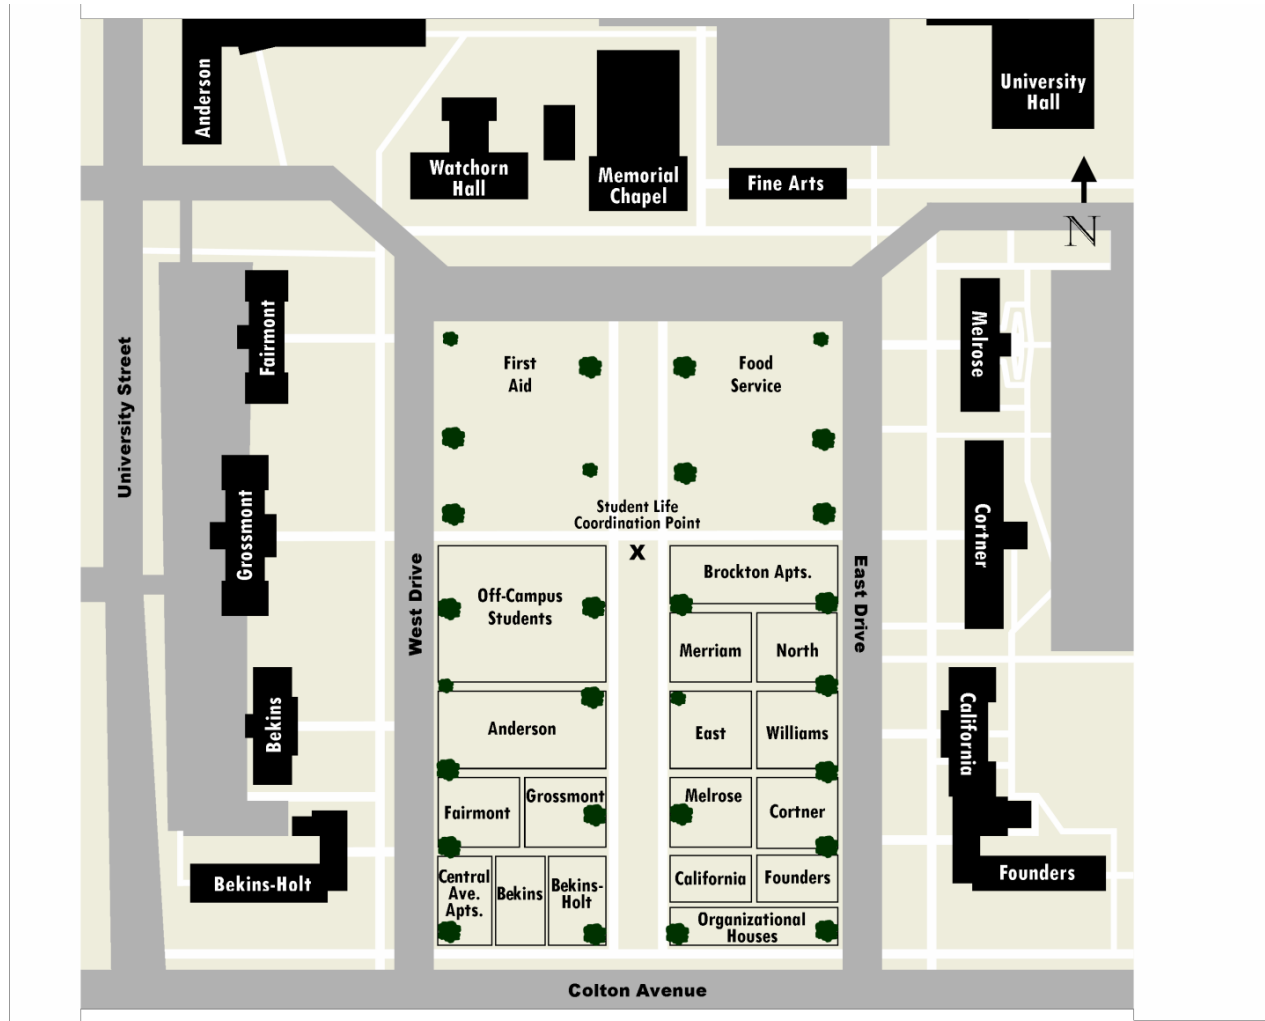 Anderson
University
Hall
Watchorn
Hall
Memorial
Chapel
Fine Arts
N
Fairmont
Melrose
First
Aid
Food
Service
University Street
Grossmont
Student Life
Coordination Point
X
Cortner
West Drive
East Drive
Off-Campus
Students
Brockton Apts.
Merriam
North
Bekins
Anderson
East
Williams
California
Fairmont
Grossmont
Melrose
Cortner
Bekins-Holt
Central
Ave.
Apts.
Bekins
Bekins-
Holt
California
Founders
Founders
Organizational
Houses
Colton Avenue